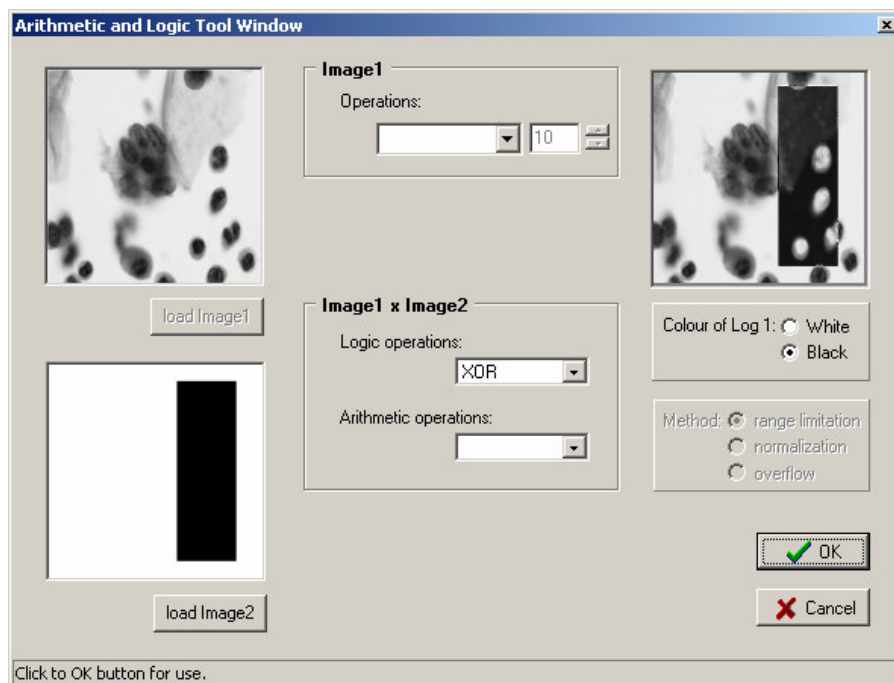 Arithmetic and Logic Tool Window
Image1
Operations:
10
load Image1
Image1 x Image2
Logic operations:
XOR
Arithmetic operations:
Colour of Log 1: White
Black
Method: range limitation
normalization
overflow
load Image2
OK
Cancel
Click to OK button for use.